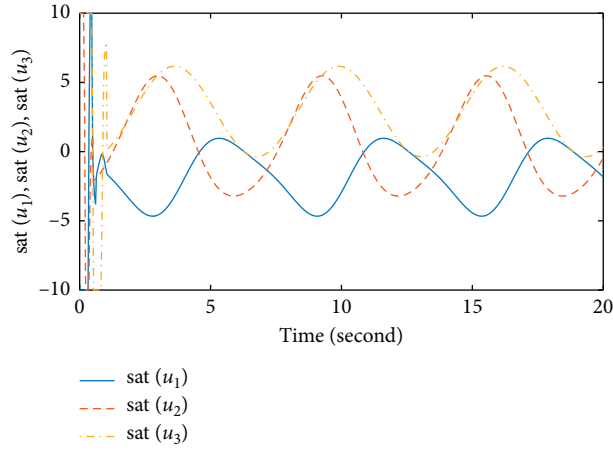 10
5
0
–5
–10
sat (u1), sat (u2), sat (u3)
0 5 10 15 20
Time (second)
sat (u1)
sat (u2)
sat (u3)